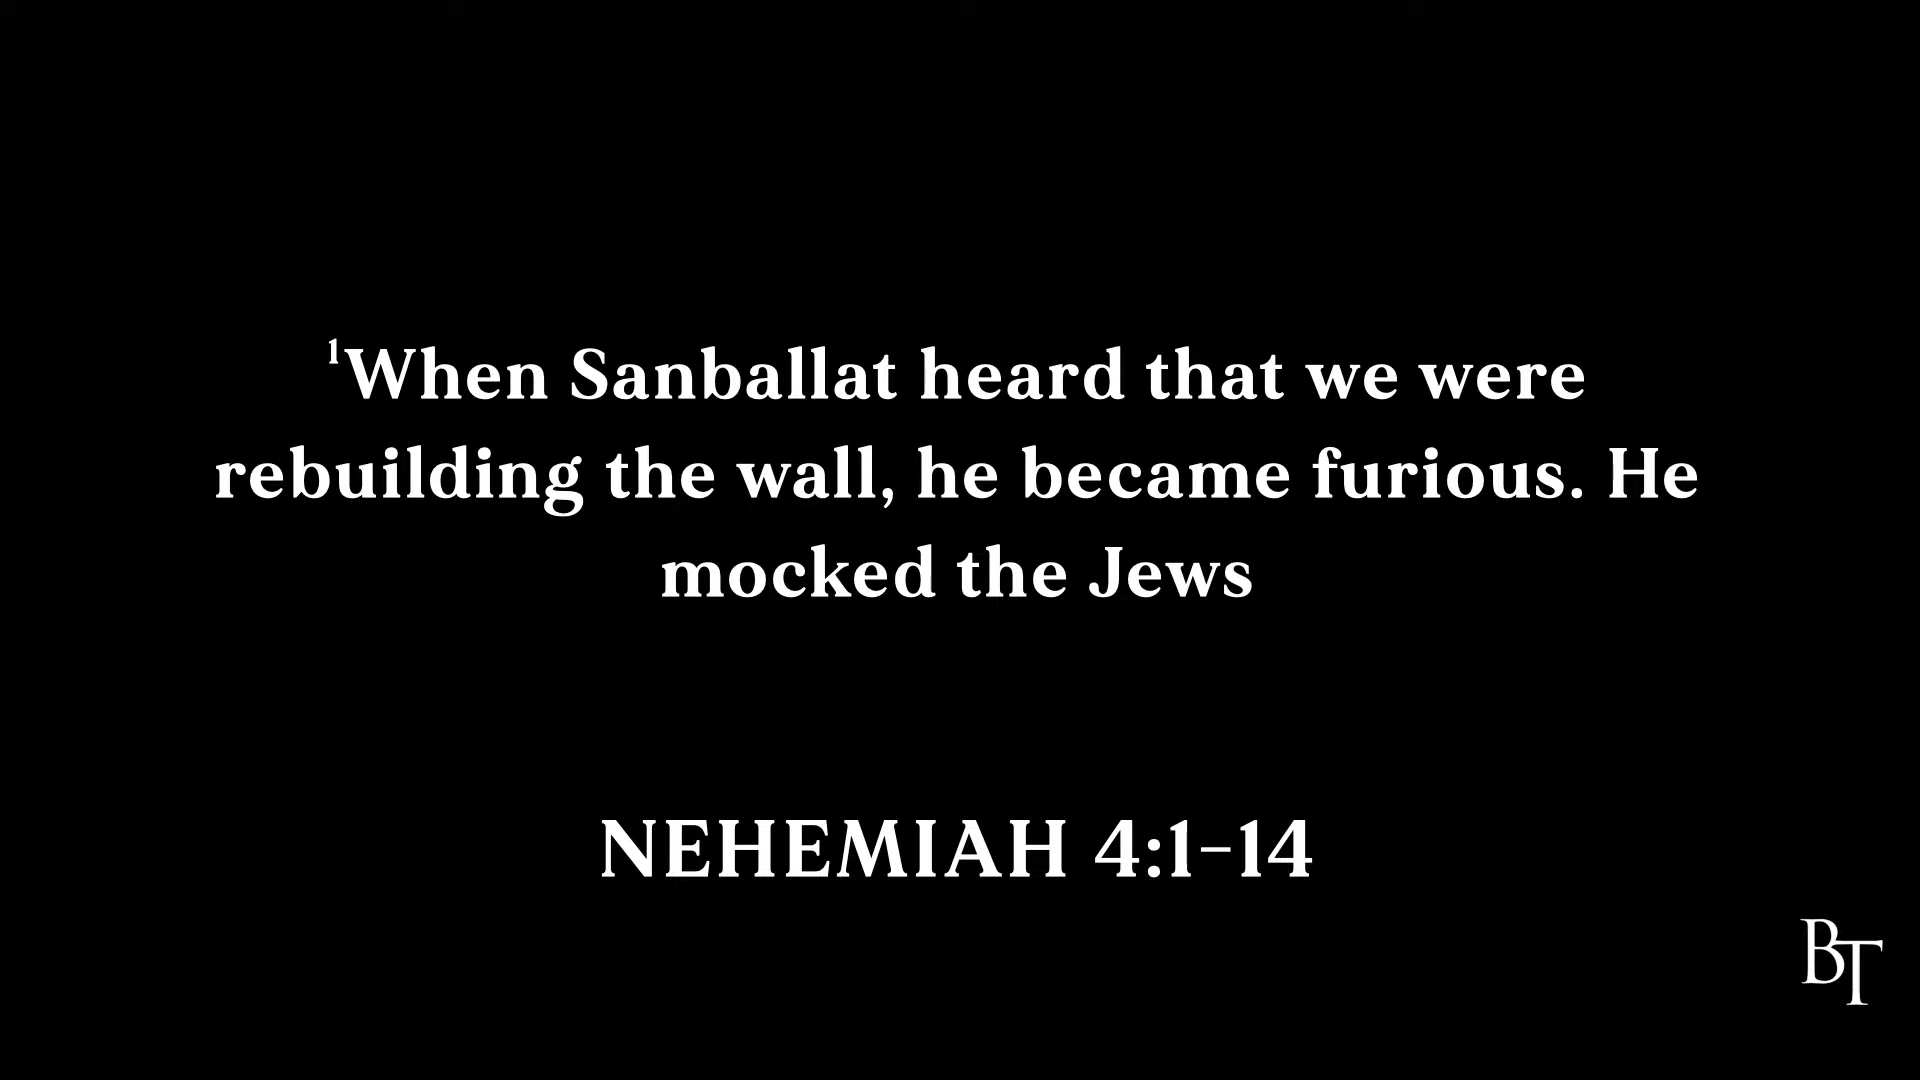 ¹When Sanballat heard that we were
rebuilding the wall, he became furious. He
mocked the Jews
NEHEMIAH 4:1–14
BT